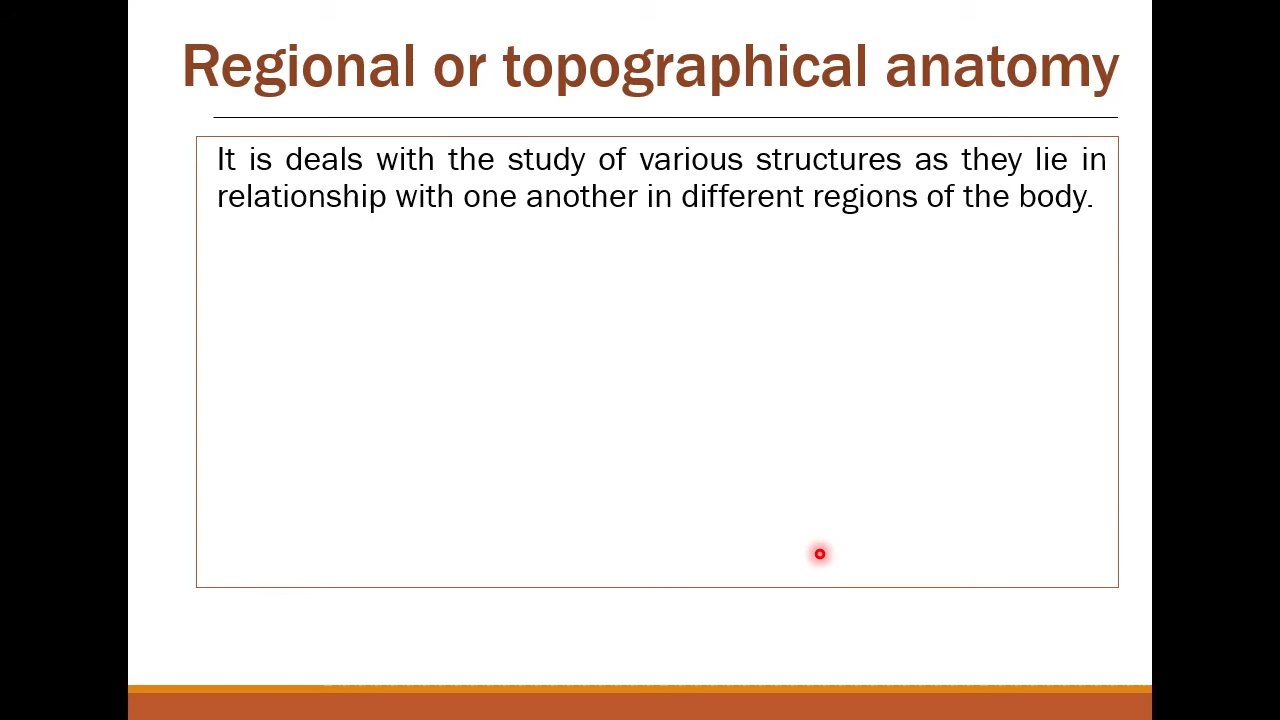 Regional or topographical anatomy
It is deals with the study of various structures as they lie in
relationship with one another in different regions of the body.